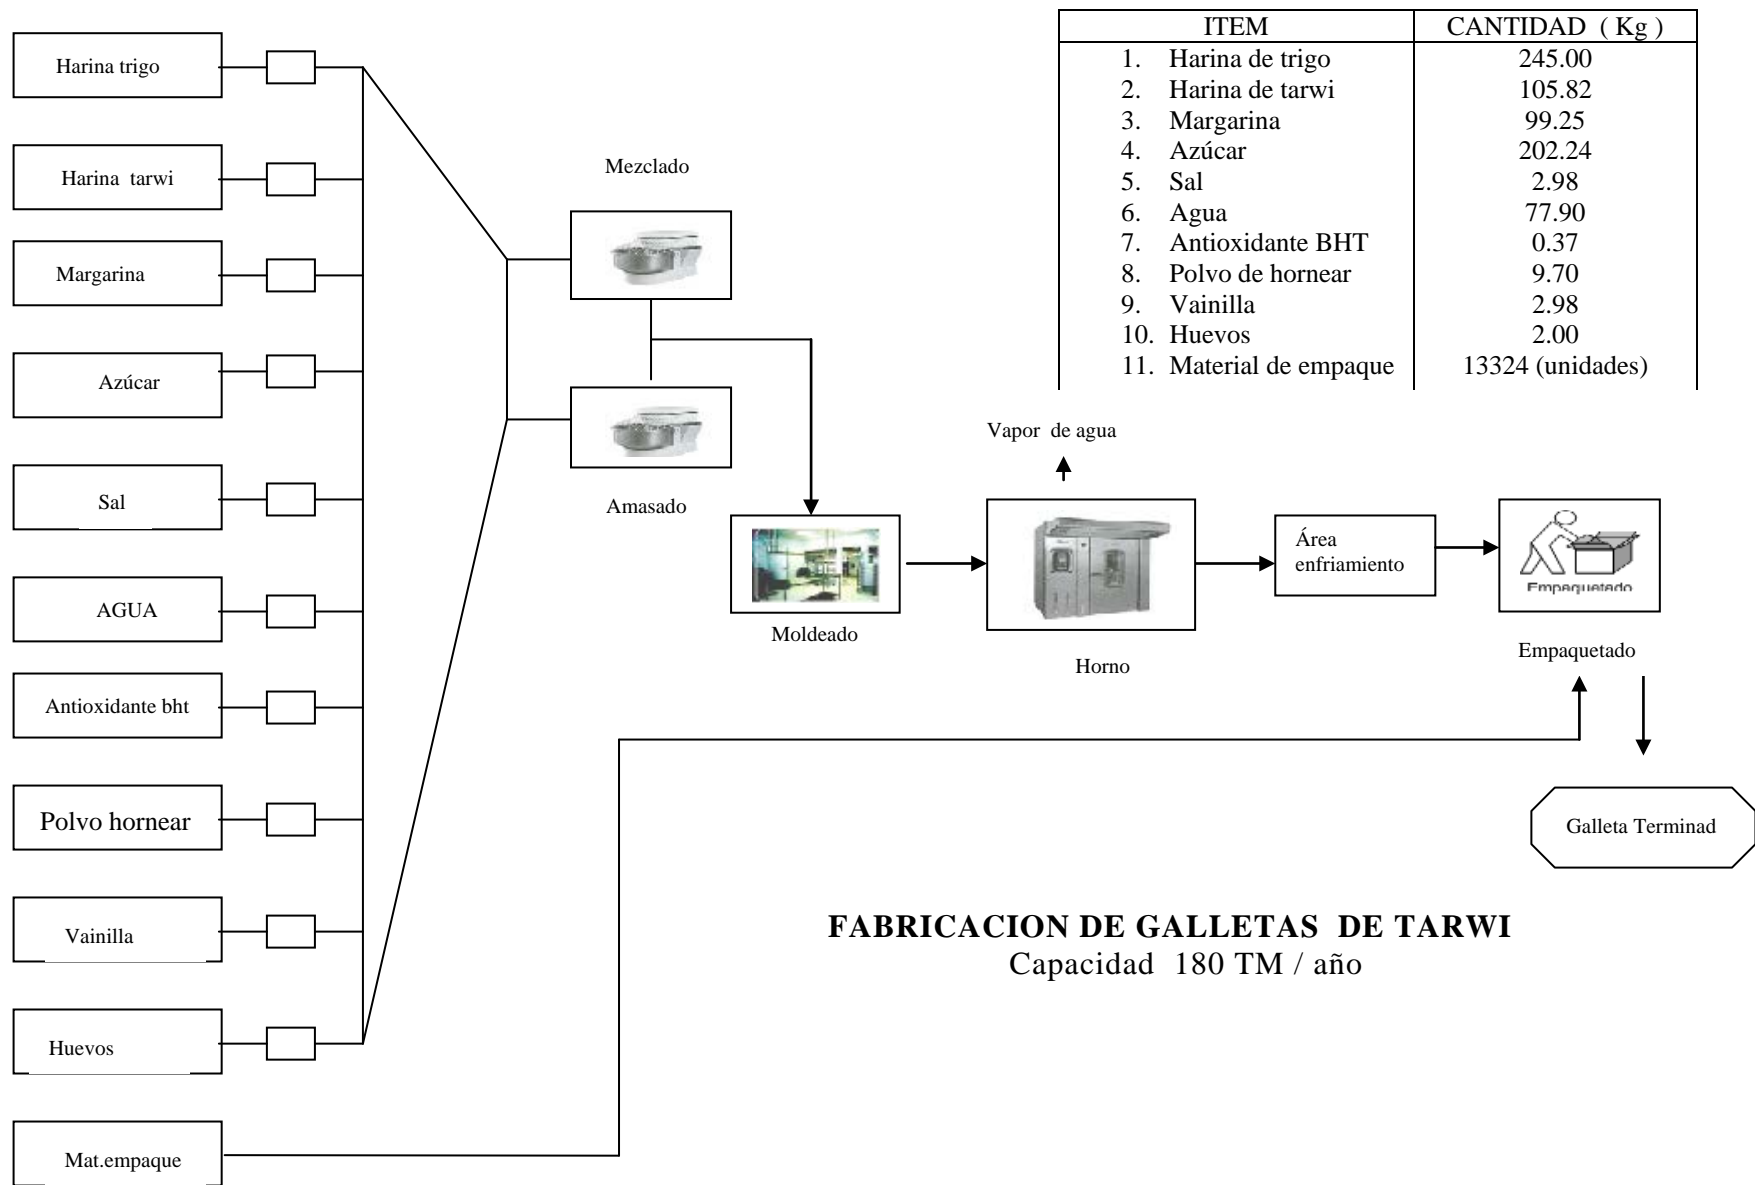 Harina trigo
Harina tarwi
Margarina
Azúcar
Sal
AGUA
Antioxidante bht
Polvo hornear
Vainilla
Huevos
Mat.empaque
Mezclado
Amasado
Moldeado
Vapor de agua
Horno
Área
enfriamiento
Empaquetado
Empaquetado
Galleta Terminad
ITEM CANTIDAD ( Kg )
1. Harina de trigo 245.00
2. Harina de tarwi 105.82
3. Margarina 99.25
4. Azúcar 202.24
5. Sal 2.98
6. Agua 77.90
7. Antioxidante BHT 0.37
8. Polvo de hornear 9.70
9. Vainilla 2.98
10. Huevos 2.00
11. Material de empaque 13324 (unidades)
FABRICACION DE GALLETAS DE TARWI
Capacidad 180 TM / año